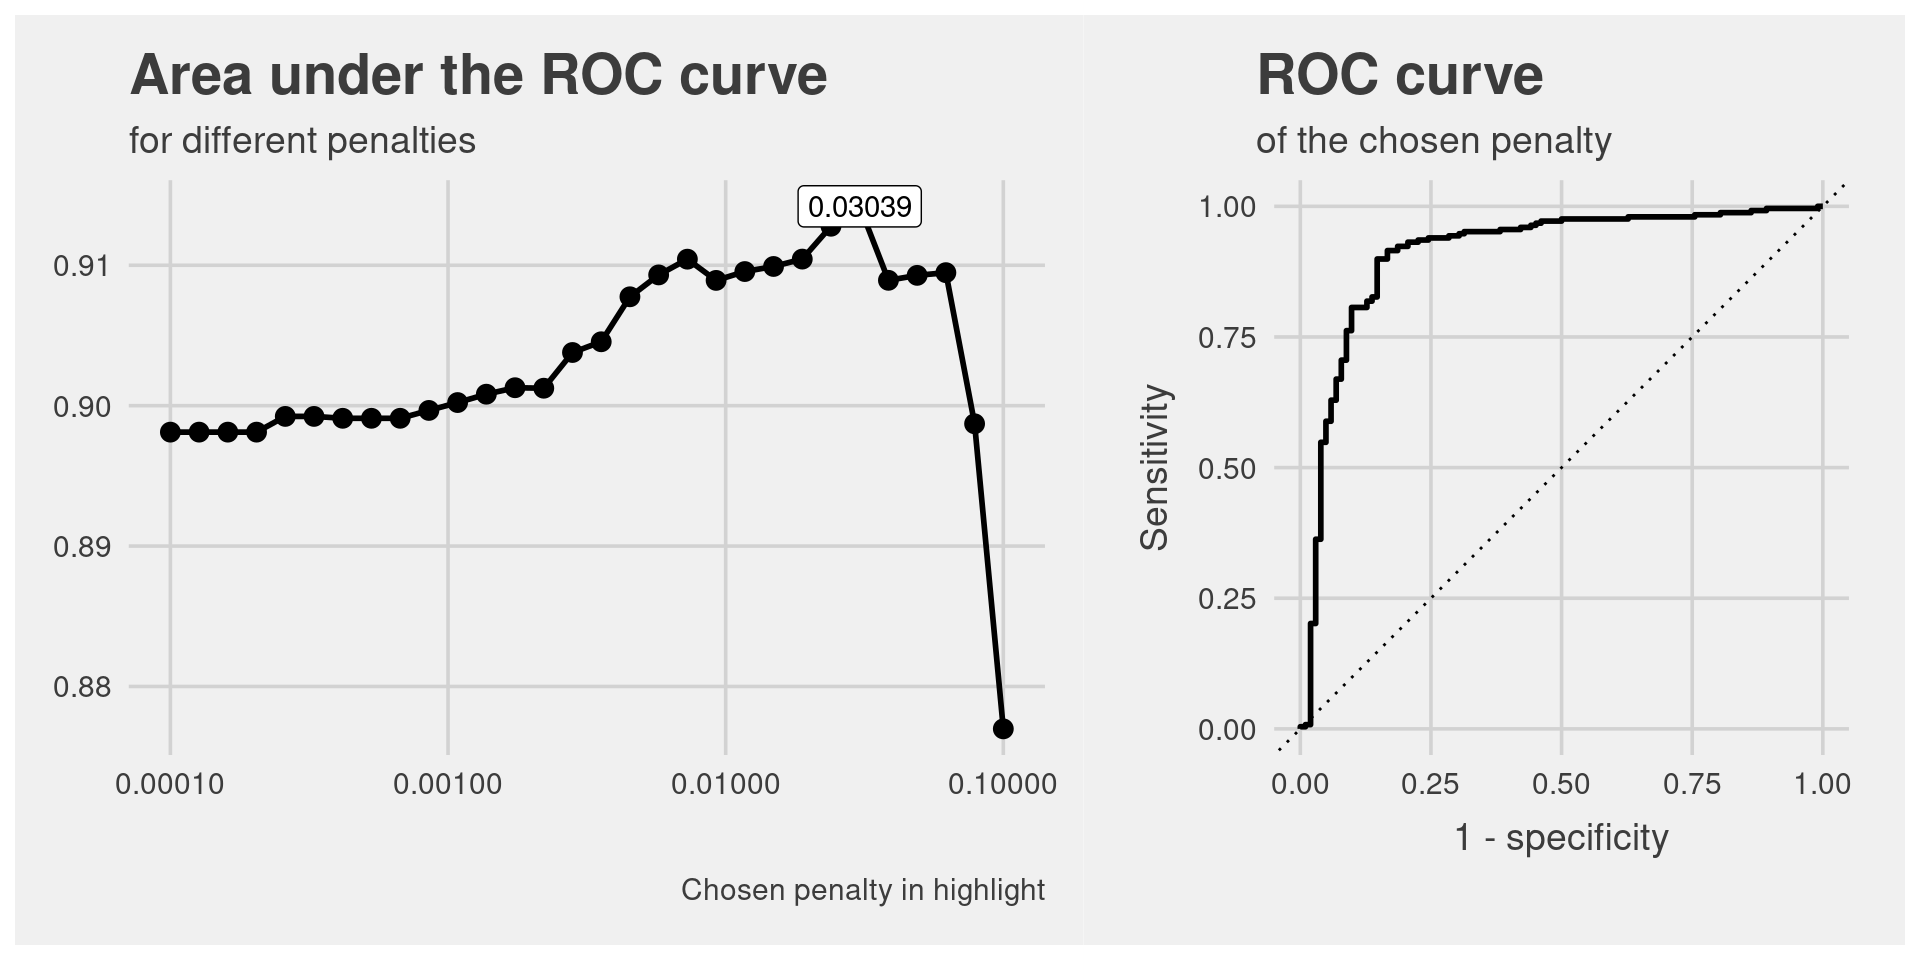 Area under the ROC curve
for different penalties
0.03039
0.91
0.90
0.89
0.88
0.00010 0.00100 0.01000 0.10000
Chosen penalty in highlight
ROC curve
of the chosen penalty
Sensitivity
1.00
0.75
0.50
0.25
0.00
0.00 0.25 0.50 0.75 1.00
1 - specificity